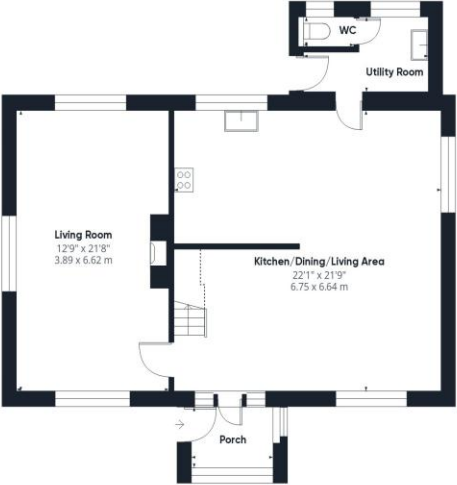 WC
Utility Room
Living Room
12'9" x 21'8"
3.89 x 6.62 m
Kitchen/Dining/Living Area
22'1" x 21'9"
6.75 x 6.64 m
Porch